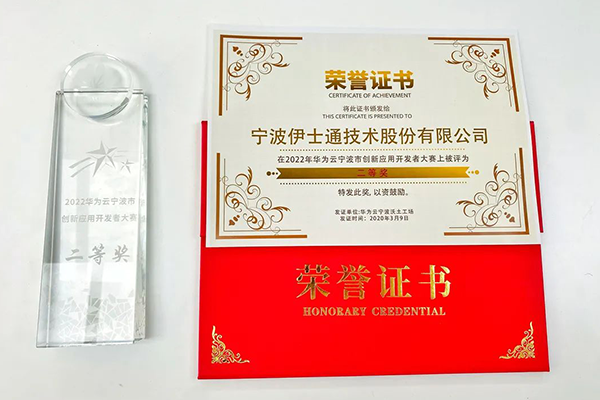 2022华为云宁波市
创新应用开发者大赛
二等奖
荣誉证书
CERTIFICATE OF ACHIEVEMENT
将此证书颁发给
THIS CERTIFICATE IS PRESENTED TO
宁波伊士通技术股份有限公司
在2022年华为云宁波市创新应用开发者大赛上被评为
二等奖
特发此奖，以资鼓励。
发证单位:华为云宁波沃土工场
发证时间：2020年3月9日
荣誉证书
HONORARY CREDENTIAL